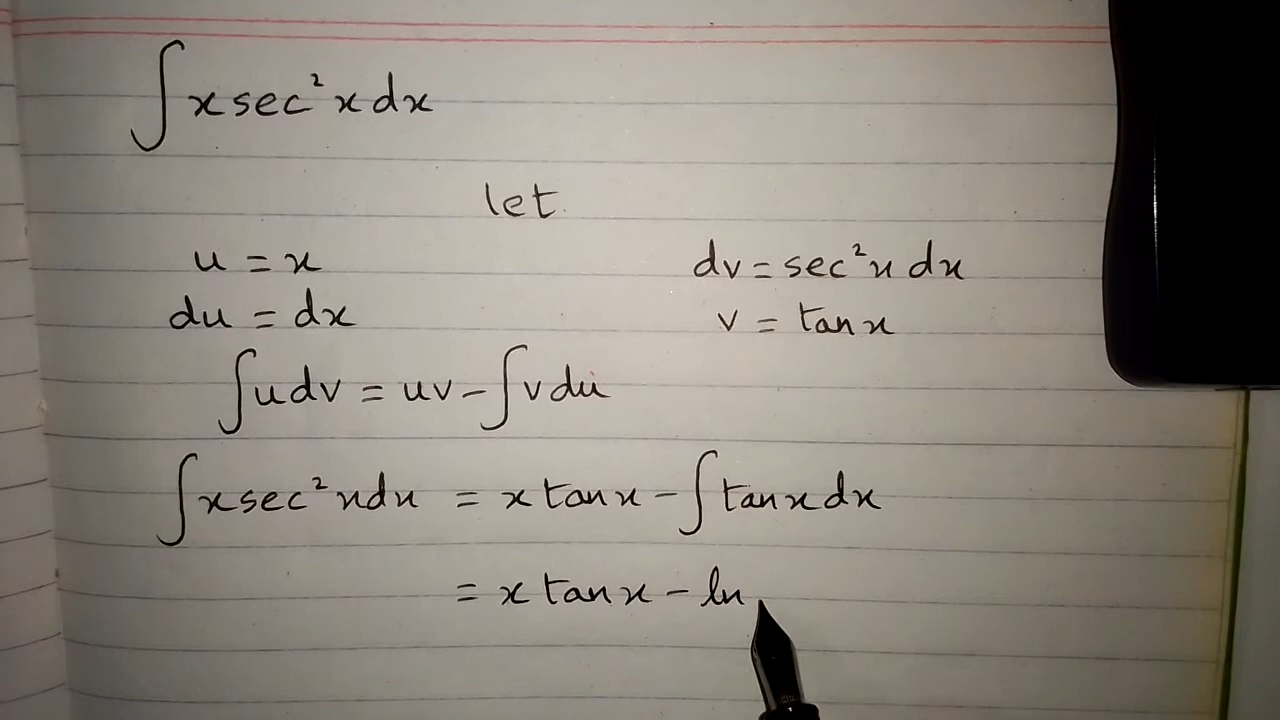 ∫x sec²x dx
let
u = x dv = sec²x dx
du = dx v = tan x
∫u dv = uv - ∫v du
∫x sec²x dx = x tan x - ∫tan x dx
= x tan x - ln